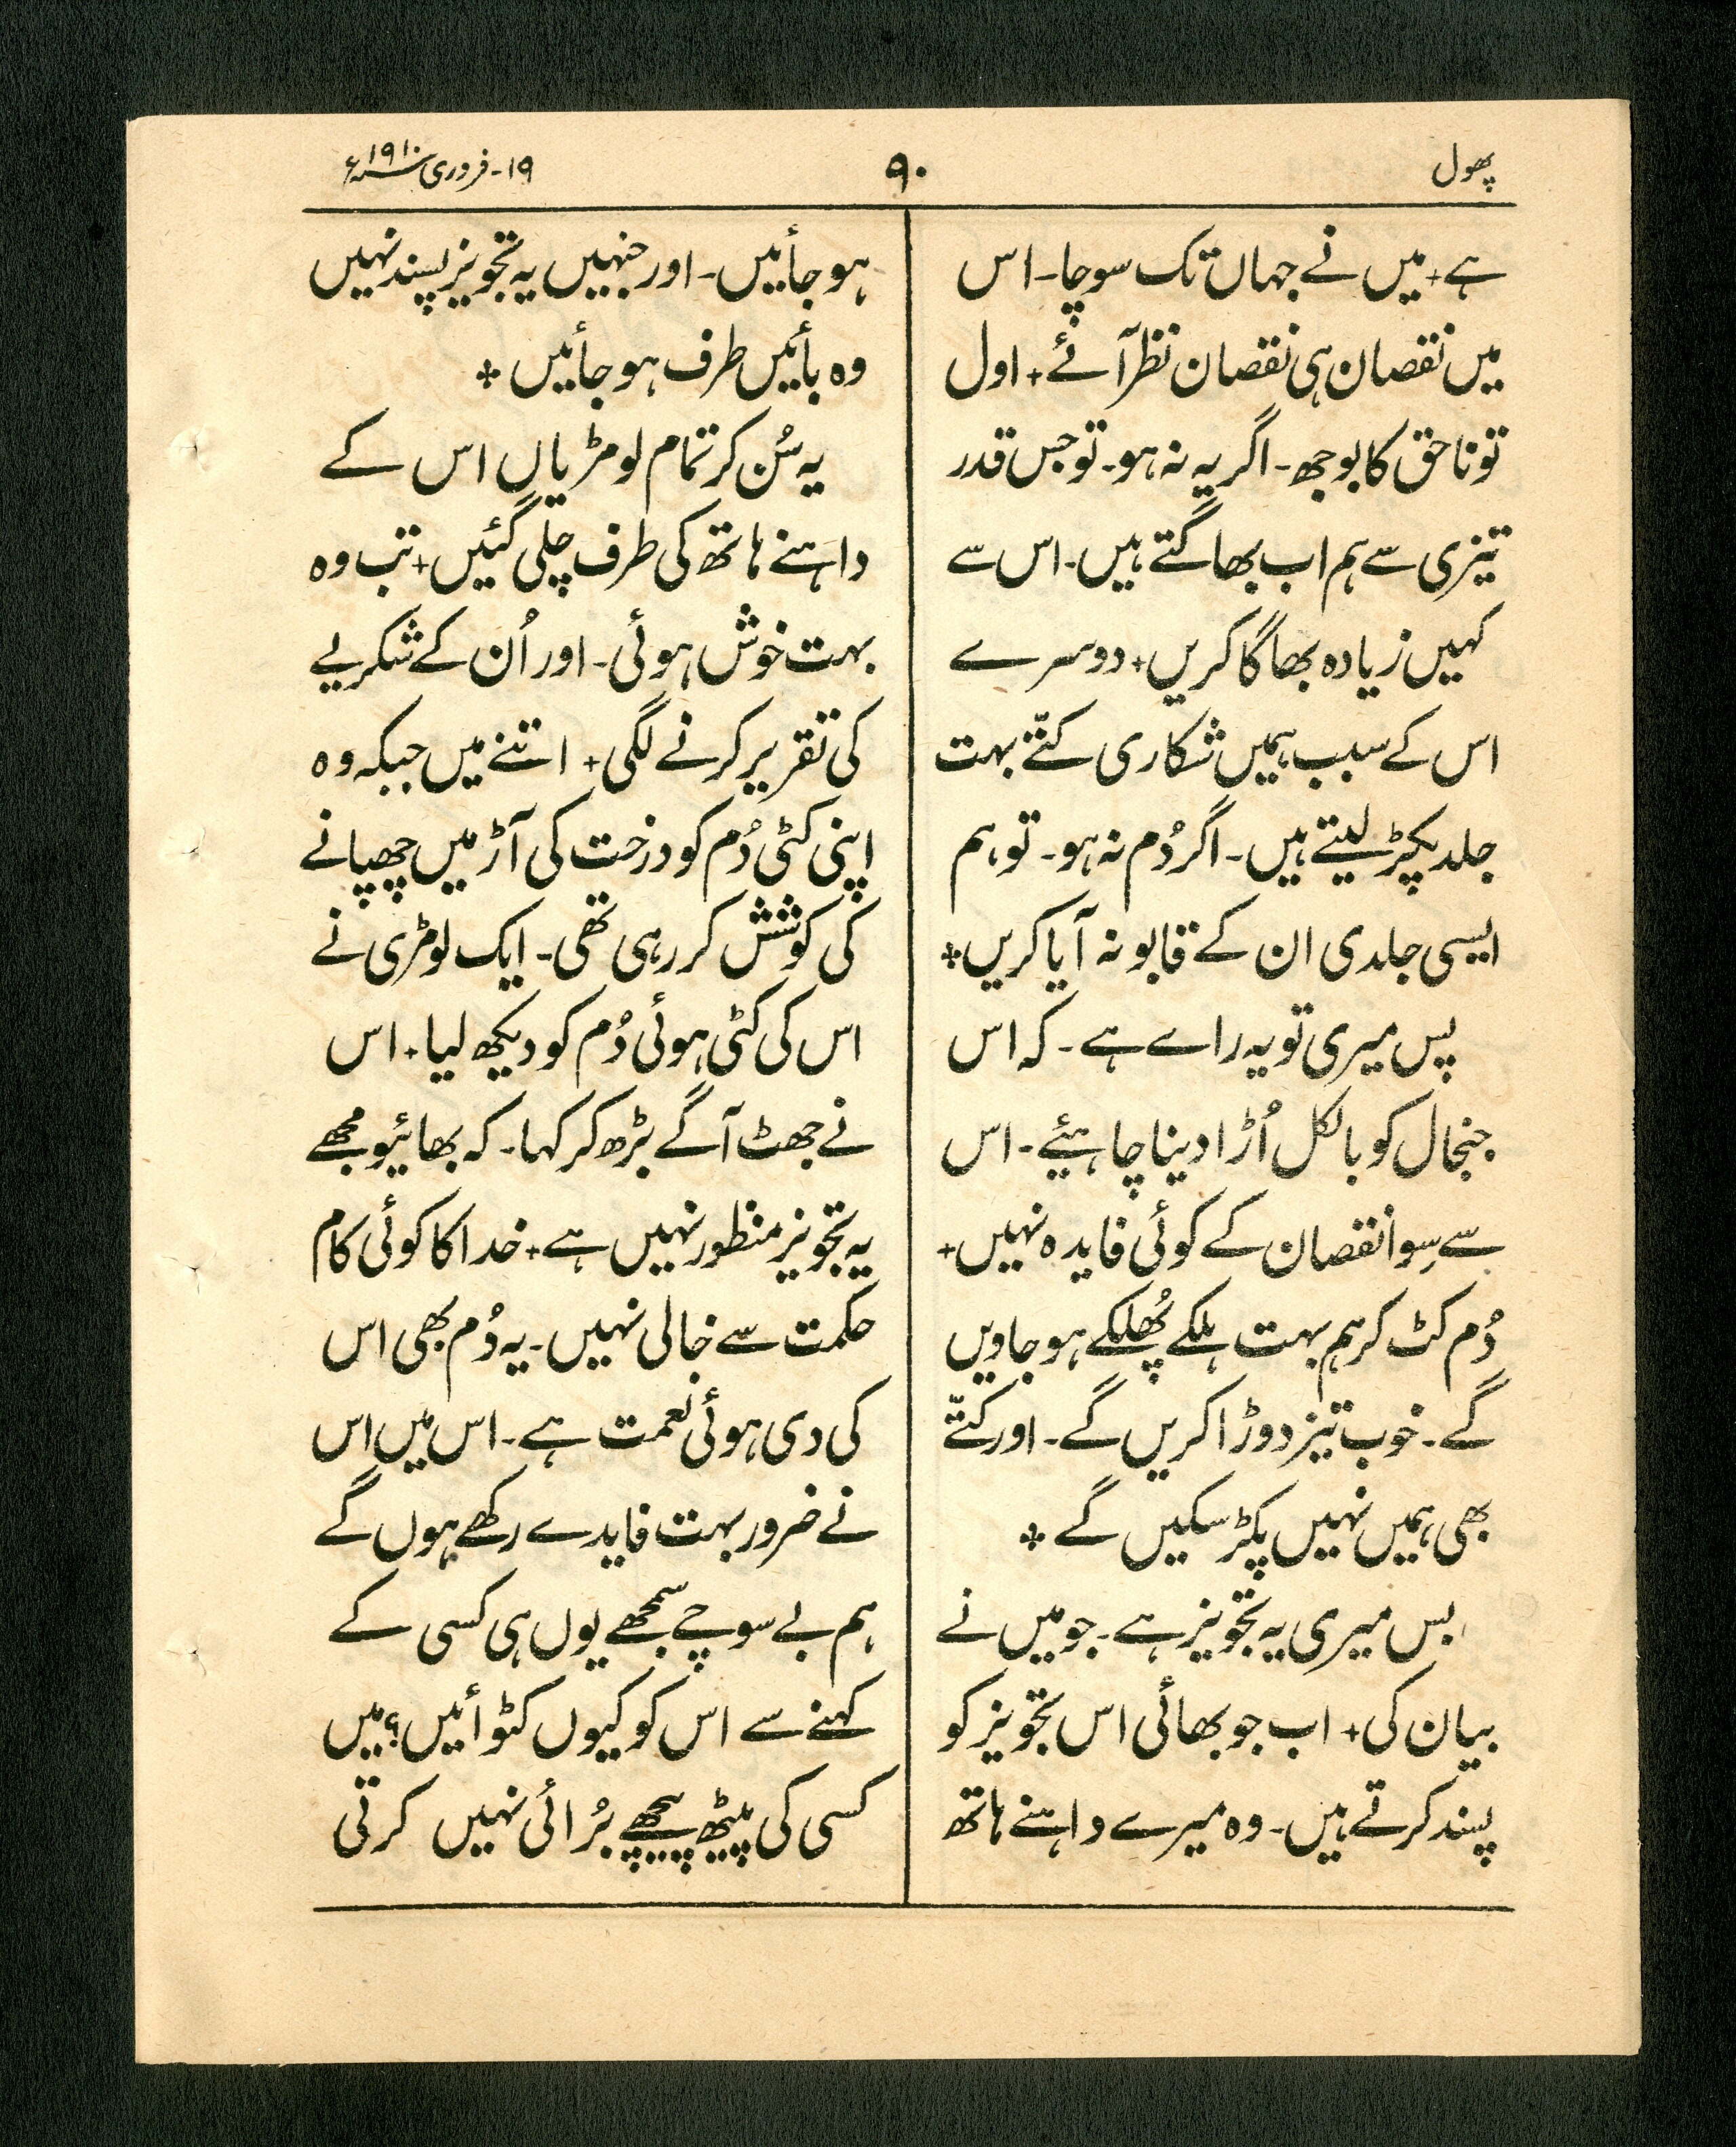 پھول
۹۰
۱۹۔ فروری سنہ ۱۹۱۰ء
ہے + میں نے جہاں تک سوچا۔ اس
میں نقصان ہی نقصان نظر آئے + اول
تو ناحق کا بوجھ۔ اگر یہ نہ ہو۔ تو جس قدر
تیزی سے ہم اب بھاگتے ہیں۔ اس سے
کہیں زیادہ بھاگا کریں + دوسرے
اس کے سبب ہمیں شکاری کتّے بہت
جلد پکڑ لیتے ہیں۔ اگر دُم نہ ہو۔ تو ہم
ایسی جلدی ان کے قابو نہ آیا کریں ⁜
پس میری تو یہ راے ہے۔ کہ اس
جنجال کو بالکل اُڑا دینا چاہیئے۔ اس
سے سِوا نقصان کے کوئی فایدہ نہیں +
دُم کٹ کر ہم بہت ہلکے پُھلکے ہو جاویں
گے۔ خوب تیز دوڑا کریں گے۔ اور کتّے
بھی ہمیں نہیں پکڑ سکیں گے ⁜
بس میری یہ تجویز ہے۔ جو میں نے
بیان کی + اب جو بھائی اس تجویز کو
پسند کرتے ہیں۔ وہ میرے داہنے ہاتھ
ہو جأیں۔ اور جنہیں یہ تجویز پسند نہیں
وہ بأیں طرف ہو جأیں ⁜
یہ سُن کر تمام لومڑیاں اس کے
داہنے ہاتھ کی طرف چلی گئیں + تب وہ
بہت خوش ہوئی۔ اور اُن کے شکریے
کی تقریر کرنے لگی + اتنے میں جبکہ وہ
اپنی کٹی دُم کو درخت کی آڑ میں چھپانے
کی کوشش کر رہی تھی۔ ایک لومڑی نے
اس کی کٹی ہوئی دُم کو دیکھ لیا + اس
نے جھٹ آگے بڑھ کر کہا۔ کہ بھائیو مجھے
یہ تجویز منظور نہیں ہے + خدا کا کوئی کام
حکمت سے خالی نہیں۔ یہ دُم بھی اس
کی دی ہوئی نعمت ہے۔ اس میں اس
نے ضرور بہت فایدے رکھے ہوں گے
ہم بے سوچے سمجھے یوں ہی کسی کے
کہنے سے اس کو کیوں کٹوأیں؟ میں
کسی کی پیٹھ پیچھے بُرائی نہیں کرتی